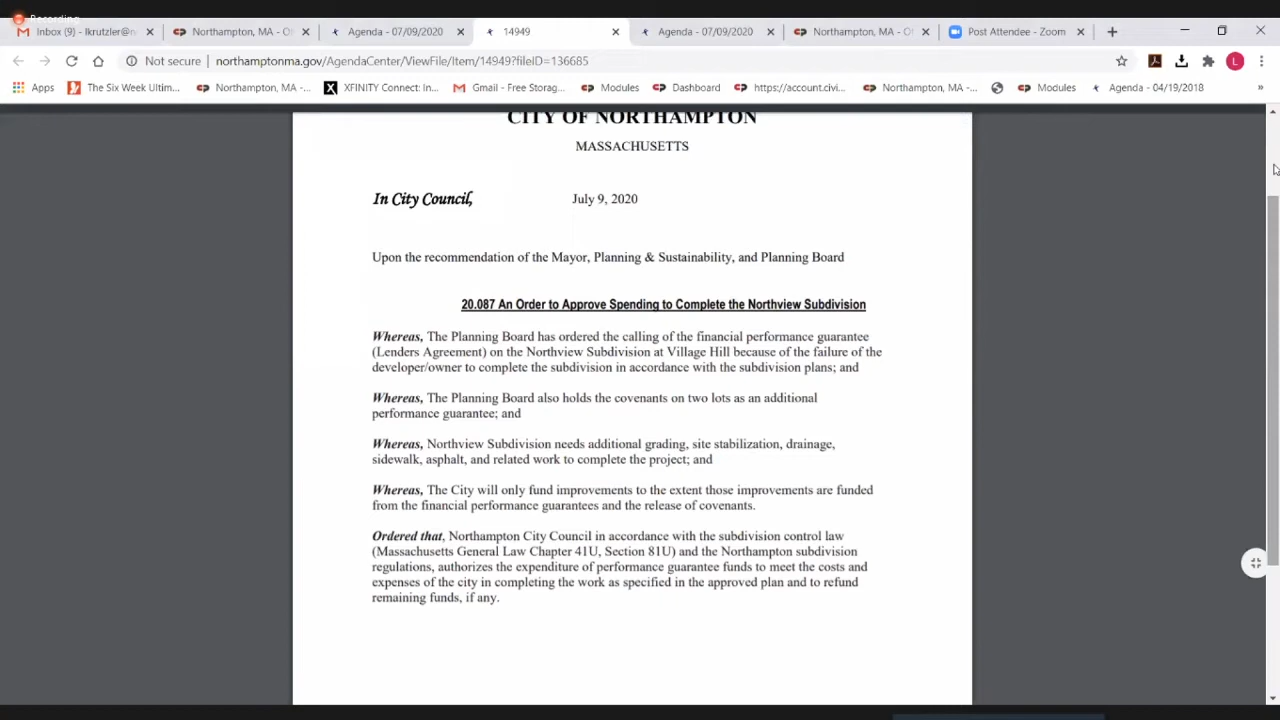 Recording
Inbox (9) - lkrutzler@n
Northampton, MA - Of
Agenda - 07/09/2020
14949
Agenda - 07/09/2020
Northampton, MA - Of
Post Attendee - Zoom
Not secure
northamptonma.gov/AgendaCenter/ViewFile/Item/14949?fileID=136685
L
Apps
The Six Week Ultim...
Northampton, MA -...
XFINITY Connect: In...
Gmail - Free Storag...
Modules
Dashboard
https://account.civi...
Northampton, MA -...
Modules
Agenda - 04/19/2018
»
CITY OF NORTHAMPTON
MASSACHUSETTS
In City Council, July 9, 2020
Upon the recommendation of the Mayor, Planning & Sustainability, and Planning Board
20.087 An Order to Approve Spending to Complete the Northview Subdivision
Whereas, The Planning Board has ordered the calling of the financial performance guarantee
(Lenders Agreement) on the Northview Subdivision at Village Hill because of the failure of the
developer/owner to complete the subdivision in accordance with the subdivision plans; and
Whereas, The Planning Board also holds the covenants on two lots as an additional
performance guarantee; and
Whereas, Northview Subdivision needs additional grading, site stabilization, drainage,
sidewalk, asphalt, and related work to complete the project; and
Whereas, The City will only fund improvements to the extent those improvements are funded
from the financial performance guarantees and the release of covenants.
Ordered that, Northampton City Council in accordance with the subdivision control law
(Massachusetts General Law Chapter 41U, Section 81U) and the Northampton subdivision
regulations, authorizes the expenditure of performance guarantee funds to meet the costs and
expenses of the city in completing the work as specified in the approved plan and to refund
remaining funds, if any.